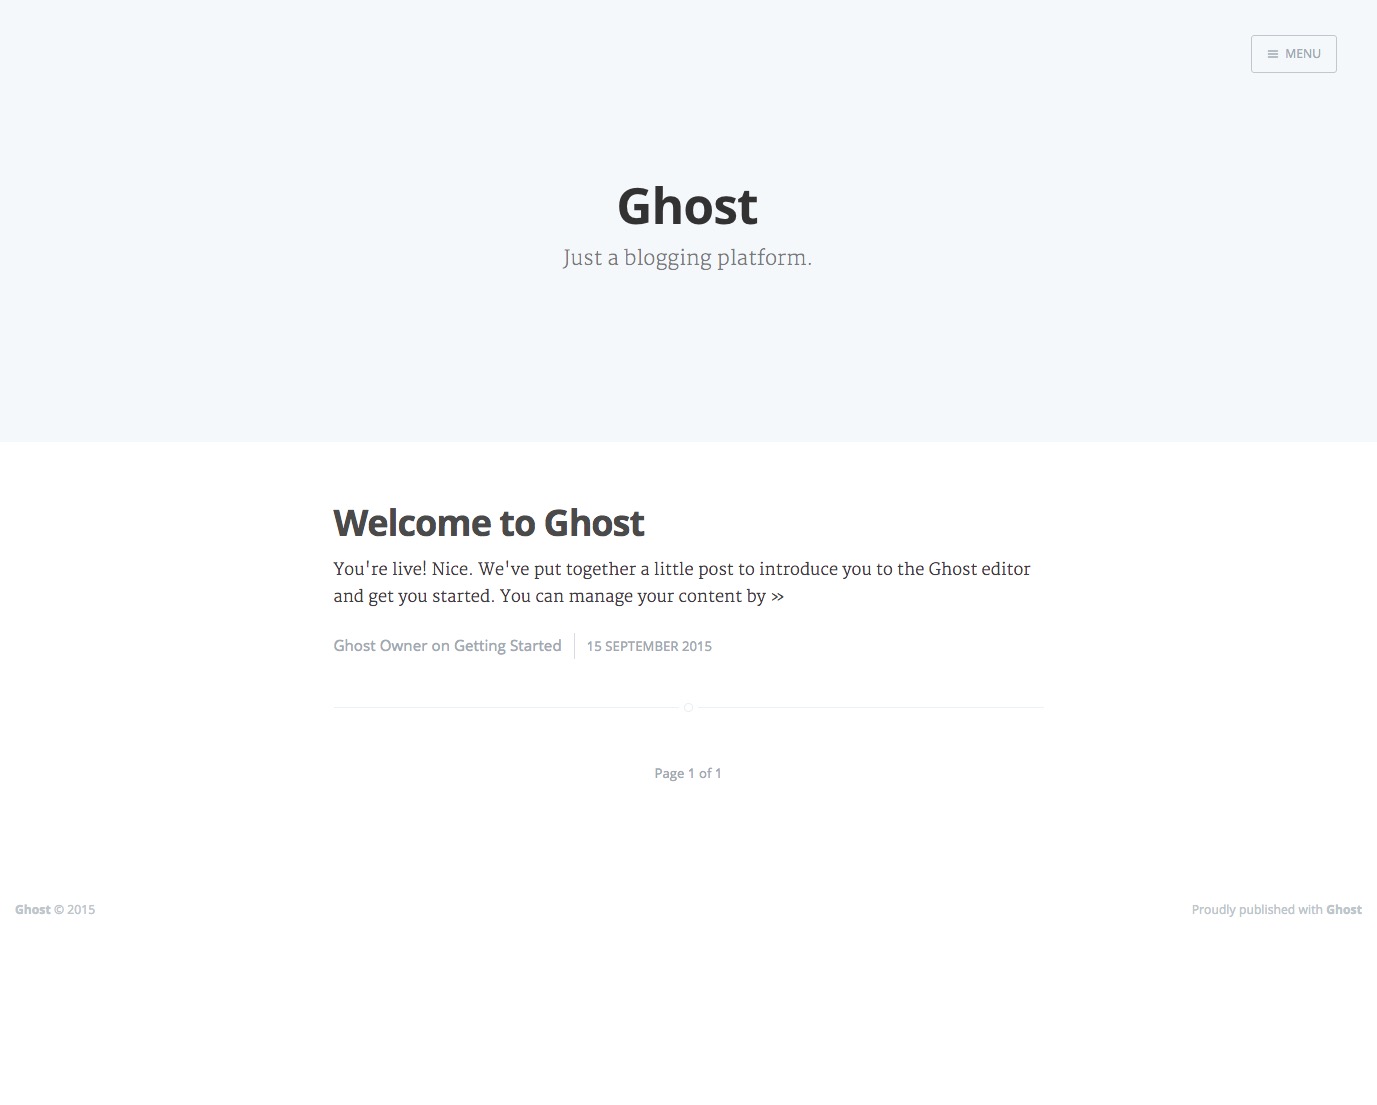 MENU
Ghost
Just a blogging platform.
Welcome to Ghost
You're live! Nice. We've put together a little post to introduce you to the Ghost editor
and get you started. You can manage your content by »
Ghost Owner on Getting Started 15 SEPTEMBER 2015
Page 1 of 1
Ghost © 2015 Proudly published with Ghost